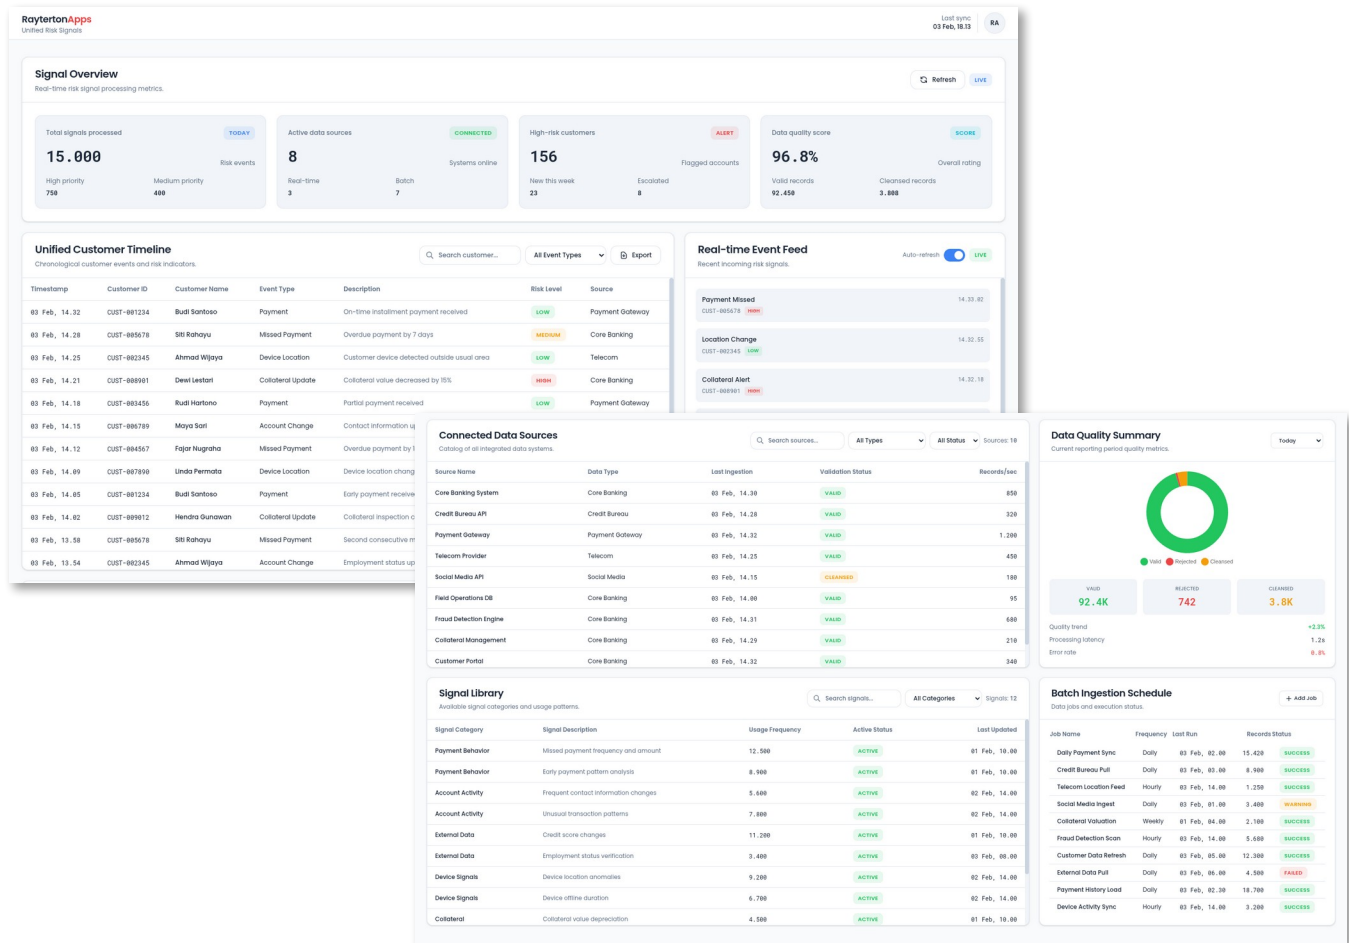 RaytertonApps
Unified Risk Signals
Last sync
03 Feb, 18.13
RA
Signal Overview
Real-time risk signal processing metrics.
Refresh
LIVE
Total signals processed
TODAY
15.000
Risk events
High priority
Medium priority
750
400
Active data sources
CONNECTED
8
Systems online
Real-time
Batch
3
7
High-risk customers
ALERT
156
Flagged accounts
New this week
Escalated
23
8
Data quality score
SCORE
96.8%
Overall rating
Valid records
Cleansed records
92.450
3.808
Unified Customer Timeline
Chronological customer events and risk indicators.
Search customer...
All Event Types
Export
Timestamp Customer ID Customer Name Event Type Description Risk Level Source
03 Feb, 14.32 CUST-001234 Budi Santoso Payment On-time installment payment received LOW Payment Gateway
03 Feb, 14.28 CUST-005678 Siti Rahayu Missed Payment Overdue payment by 7 days MEDIUM Core Banking
03 Feb, 14.25 CUST-002345 Ahmad Wijaya Device Location Customer device detected outside usual area LOW Telecom
03 Feb, 14.21 CUST-008901 Dewi Lestari Collateral Update Collateral value decreased by 15% HIGH Core Banking
03 Feb, 14.18 CUST-003456 Rudi Hartono Payment Partial payment received LOW Payment Gateway
03 Feb, 14.15 CUST-006789 Maya Sari Account Change Contact information
03 Feb, 14.12 CUST-004567 Fajar Nugraha Missed Payment Overdue payment by
03 Feb, 14.09 CUST-007890 Linda Permata Device Location Device location
03 Feb, 14.05 CUST-001234 Budi Santoso Payment Early payment
03 Feb, 14.02 CUST-009012 Hendra Gunawan Collateral Update Collateral inspection
03 Feb, 13.58 CUST-005678 Siti Rahayu Missed Payment Second consecutive
03 Feb, 13.54 CUST-002345 Ahmad Wijaya Account Change Employment status
Real-time Event Feed
Recent incoming risk signals.
Auto-refresh
LIVE
Payment Missed 14.33.02
CUST-005678 HIGH
Location Change 14.32.55
CUST-002345 LOW
Collateral Alert 14.32.18
CUST-008901 HIGH
Connected Data Sources
Catalog of all integrated data systems.
Search sources...
All Types
All Status
Sources: 10
Source Name Data Type Last Ingestion Validation Status Records/sec
Core Banking System Core Banking 03 Feb, 14.30 VALID 850
Credit Bureau API Credit Bureau 03 Feb, 14.28 VALID 320
Payment Gateway Payment Gateway 03 Feb, 14.32 VALID 1.200
Telecom Provider Telecom 03 Feb, 14.25 VALID 450
Social Media API Social Media 03 Feb, 14.15 CLEANSED 180
Field Operations DB Core Banking 03 Feb, 14.00 VALID 95
Fraud Detection Engine Core Banking 03 Feb, 14.31 VALID 680
Collateral Management Core Banking 03 Feb, 14.29 VALID 210
Customer Portal Core Banking 03 Feb, 14.32 VALID 340
Data Quality Summary
Current reporting period quality metrics.
Today
Valid Rejected Cleansed
VALID
92.4K
REJECTED
742
CLEANSED
3.8K
Quality trend +2.3%
Processing latency 1.2s
Error rate 0.8%
Signal Library
Available signal categories and usage patterns.
Search signals...
All Categories
Signals: 12
Signal Category Signal Description Usage Frequency Active Status Last Updated
Payment Behavior Missed payment frequency and amount 12.500 ACTIVE 01 Feb, 10.00
Payment Behavior Early payment pattern analysis 8.900 ACTIVE 01 Feb, 10.00
Account Activity Frequent contact information changes 5.600 ACTIVE 02 Feb, 14.00
Account Activity Unusual transaction patterns 7.800 ACTIVE 02 Feb, 14.00
External Data Credit score changes 11.200 ACTIVE 01 Feb, 10.00
External Data Employment status verification 3.400 ACTIVE 03 Feb, 08.00
Device Signals Device location anomalies 9.200 ACTIVE 02 Feb, 14.00
Device Signals Device offline duration 6.700 ACTIVE 02 Feb, 14.00
Collateral Collateral value depreciation 4.500 ACTIVE 01 Feb, 10.00
Batch Ingestion Schedule
Data jobs and execution status.
+ Add Job
Job Name Frequency Last Run Records Status
Daily Payment Sync Daily 03 Feb, 02.00 15.420 SUCCESS
Credit Bureau Pull Daily 03 Feb, 03.00 8.900 SUCCESS
Telecom Location Feed Hourly 03 Feb, 14.00 1.250 SUCCESS
Social Media Ingest Daily 03 Feb, 01.00 3.400 WARNING
Collateral Valuation Weekly 01 Feb, 04.00 2.100 SUCCESS
Fraud Detection Scan Hourly 03 Feb, 14.00 5.680 SUCCESS
Customer Data Refresh Daily 03 Feb, 05.00 12.300 SUCCESS
External Data Pull Daily 03 Feb, 06.00 4.500 FAILED
Payment History Load Daily 03 Feb, 02.30 18.700 SUCCESS
Device Activity Sync Hourly 03 Feb, 14.00 3.200 SUCCESS